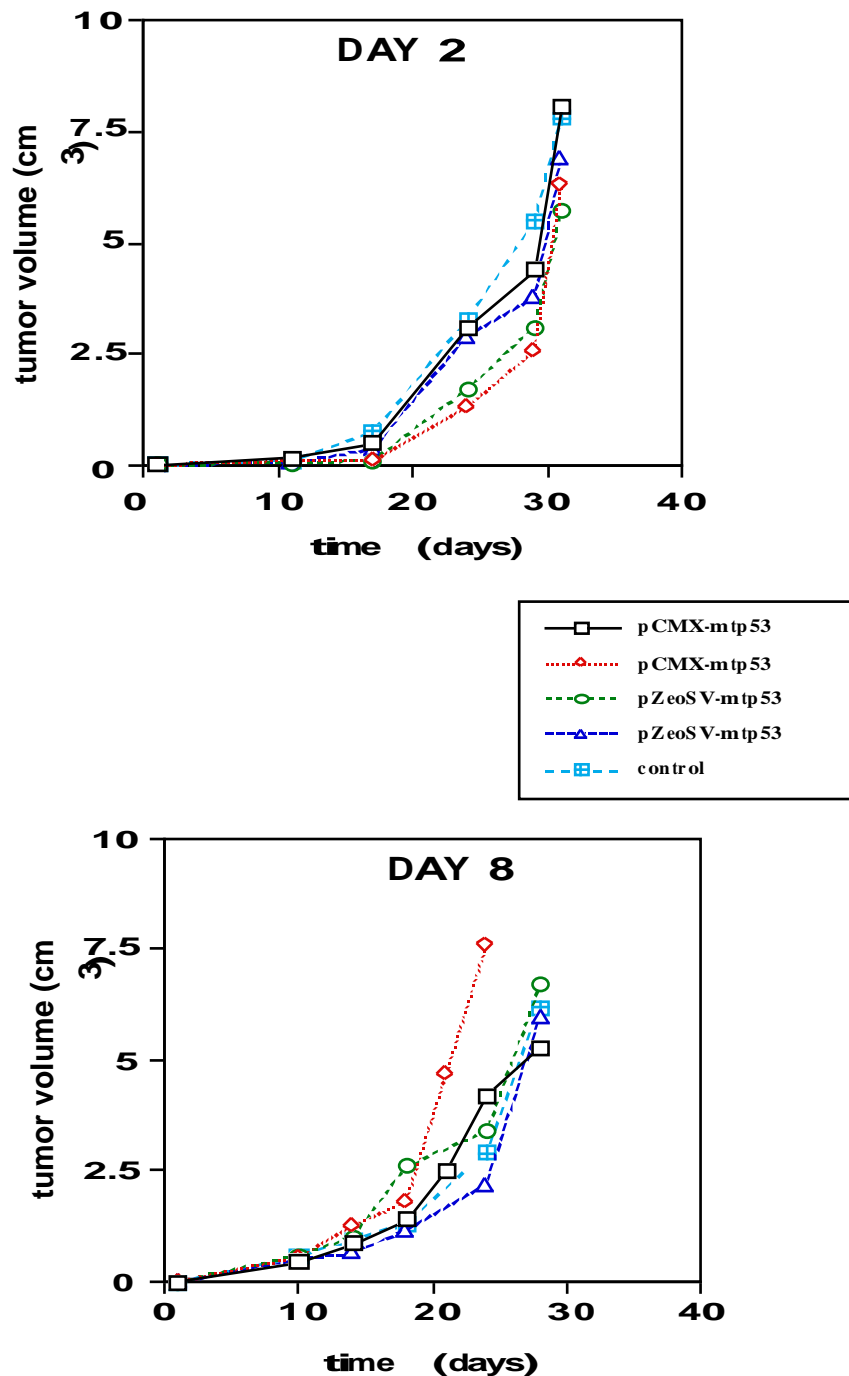 DAY 2
10
7.5
5
2.5
0
tumor volume (cm
3)
0 10 20 30 40
time (days)
pCMX-mtp53
pCMX-mtp53
pZeoSV-mtp53
pZeoSV-mtp53
control
DAY 8
10
7.5
5
2.5
0
tumor volume (cm
3)
0 10 20 30 40
time (days)